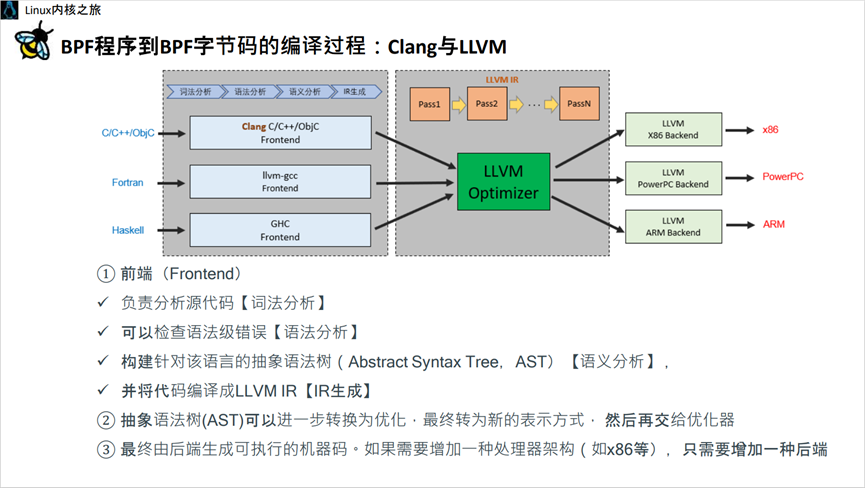 Linux内核之旅
BPF程序到BPF字节码的编译过程：Clang与LLVM
词法分析 语法分析 语义分析 IR生成
LLVM IR
Pass1 Pass2 · · · PassN
C/C++/ObjC
Clang C/C++/ObjC
Frontend
Fortran
llvm-gcc
Frontend
Haskell
GHC
Frontend
LLVM
Optimizer
LLVM
X86 Backend
x86
LLVM
PowerPC Backend
PowerPC
LLVM
ARM Backend
ARM
① 前端（Frontend）
✓ 负责分析源代码【词法分析】
✓ 可以检查语法级错误【语法分析】
✓ 构建针对该语言的抽象语法树（Abstract Syntax Tree，AST）【语义分析】，
✓ 并将代码编译成LLVM IR【IR生成】
② 抽象语法树(AST)可以进一步转换为优化，最终转为新的表示方式，然后再交给优化器
③ 最终由后端生成可执行的机器码。如果需要增加一种处理器架构（如x86等），只需要增加一种后端